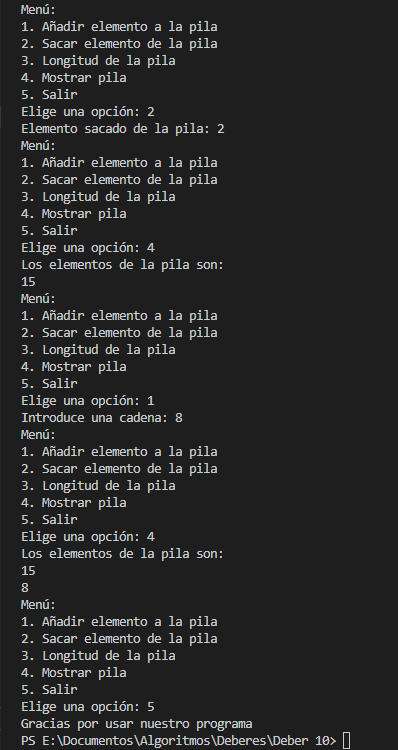 Menú:
1. Añadir elemento a la pila
2. Sacar elemento de la pila
3. Longitud de la pila
4. Mostrar pila
5. Salir
Elige una opción: 2
Elemento sacado de la pila: 2
Menú:
1. Añadir elemento a la pila
2. Sacar elemento de la pila
3. Longitud de la pila
4. Mostrar pila
5. Salir
Elige una opción: 4
Los elementos de la pila son:
15
Menú:
1. Añadir elemento a la pila
2. Sacar elemento de la pila
3. Longitud de la pila
4. Mostrar pila
5. Salir
Elige una opción: 1
Introduce una cadena: 8
Menú:
1. Añadir elemento a la pila
2. Sacar elemento de la pila
3. Longitud de la pila
4. Mostrar pila
5. Salir
Elige una opción: 4
Los elementos de la pila son:
15
8
Menú:
1. Añadir elemento a la pila
2. Sacar elemento de la pila
3. Longitud de la pila
4. Mostrar pila
5. Salir
Elige una opción: 5
Gracias por usar nuestro programa
PS E:\Documentos\Algoritmos\Deberes\Deber 10>